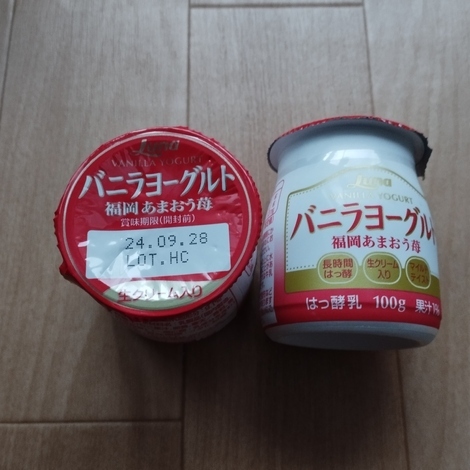 Luna
VANILLA YOGURT
バニラヨーグルト
福岡 あまおう苺
賞味期限(開封前)
24.09.28
LOT.HC
生クリーム入り
Luna
VANILLA YOGURT
バニラヨーグルト
福岡 あまおう苺
長時間
はっ酵
生クリーム
入り
はっ酵乳 100g 果汁